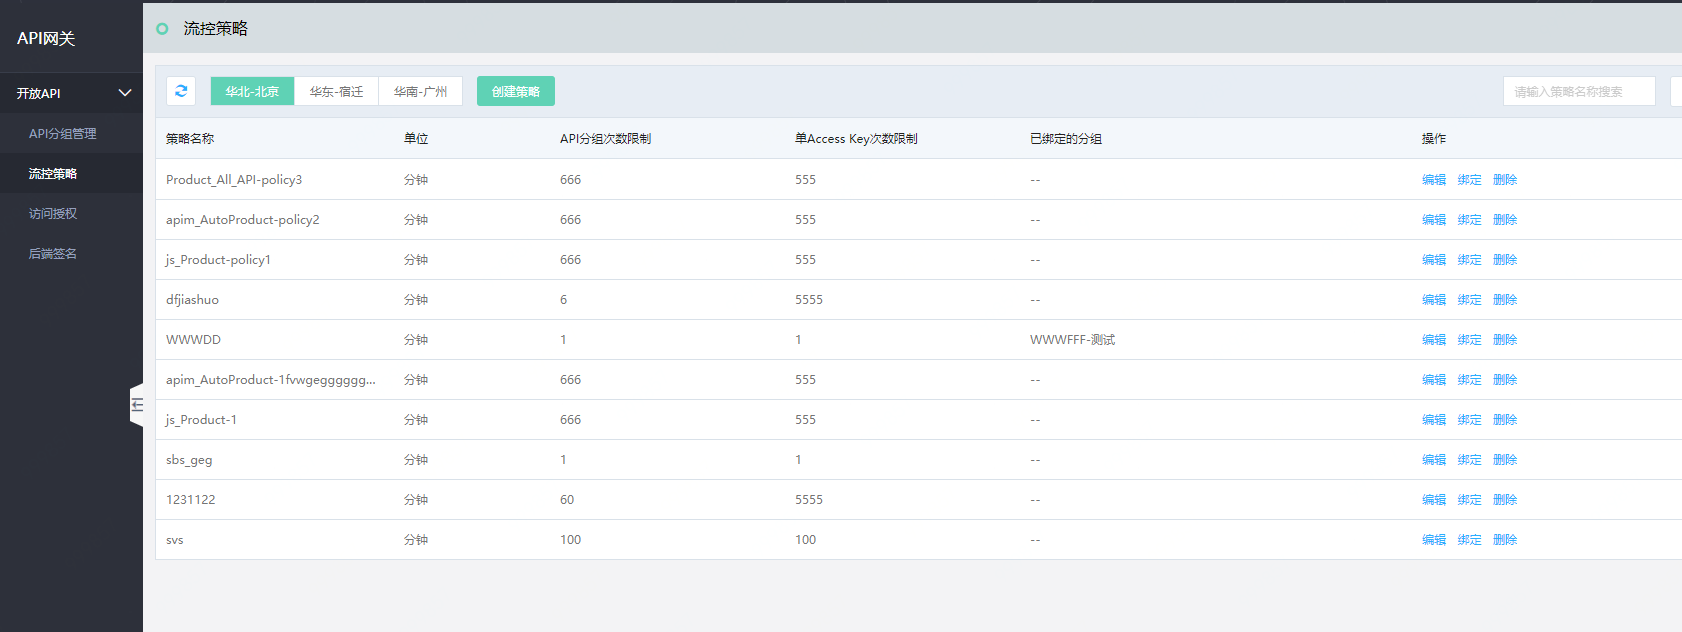 API网关
开放API
API分组管理
流控策略
访问授权
后端签名
流控策略
华北-北京 华东-宿迁 华南-广州 创建策略 请输入策略名称搜索
策略名称 单位 API分组次数限制 单Access Key次数限制 已绑定的分组 操作
Product_All_API-policy3 分钟 666 555 -- 编辑 绑定 删除
apim_AutoProduct-policy2 分钟 666 555 -- 编辑 绑定 删除
js_Product-policy1 分钟 666 555 -- 编辑 绑定 删除
dfjiashuo 分钟 6 5555 -- 编辑 绑定 删除
WWWDD 分钟 1 1 WWWFFF-测试 编辑 绑定 删除
apim_AutoProduct-1fvwgegggggg... 分钟 666 555 -- 编辑 绑定 删除
js_Product-1 分钟 666 555 -- 编辑 绑定 删除
sbs_geg 分钟 1 1 -- 编辑 绑定 删除
1231122 分钟 60 5555 -- 编辑 绑定 删除
svs 分钟 100 100 -- 编辑 绑定 删除